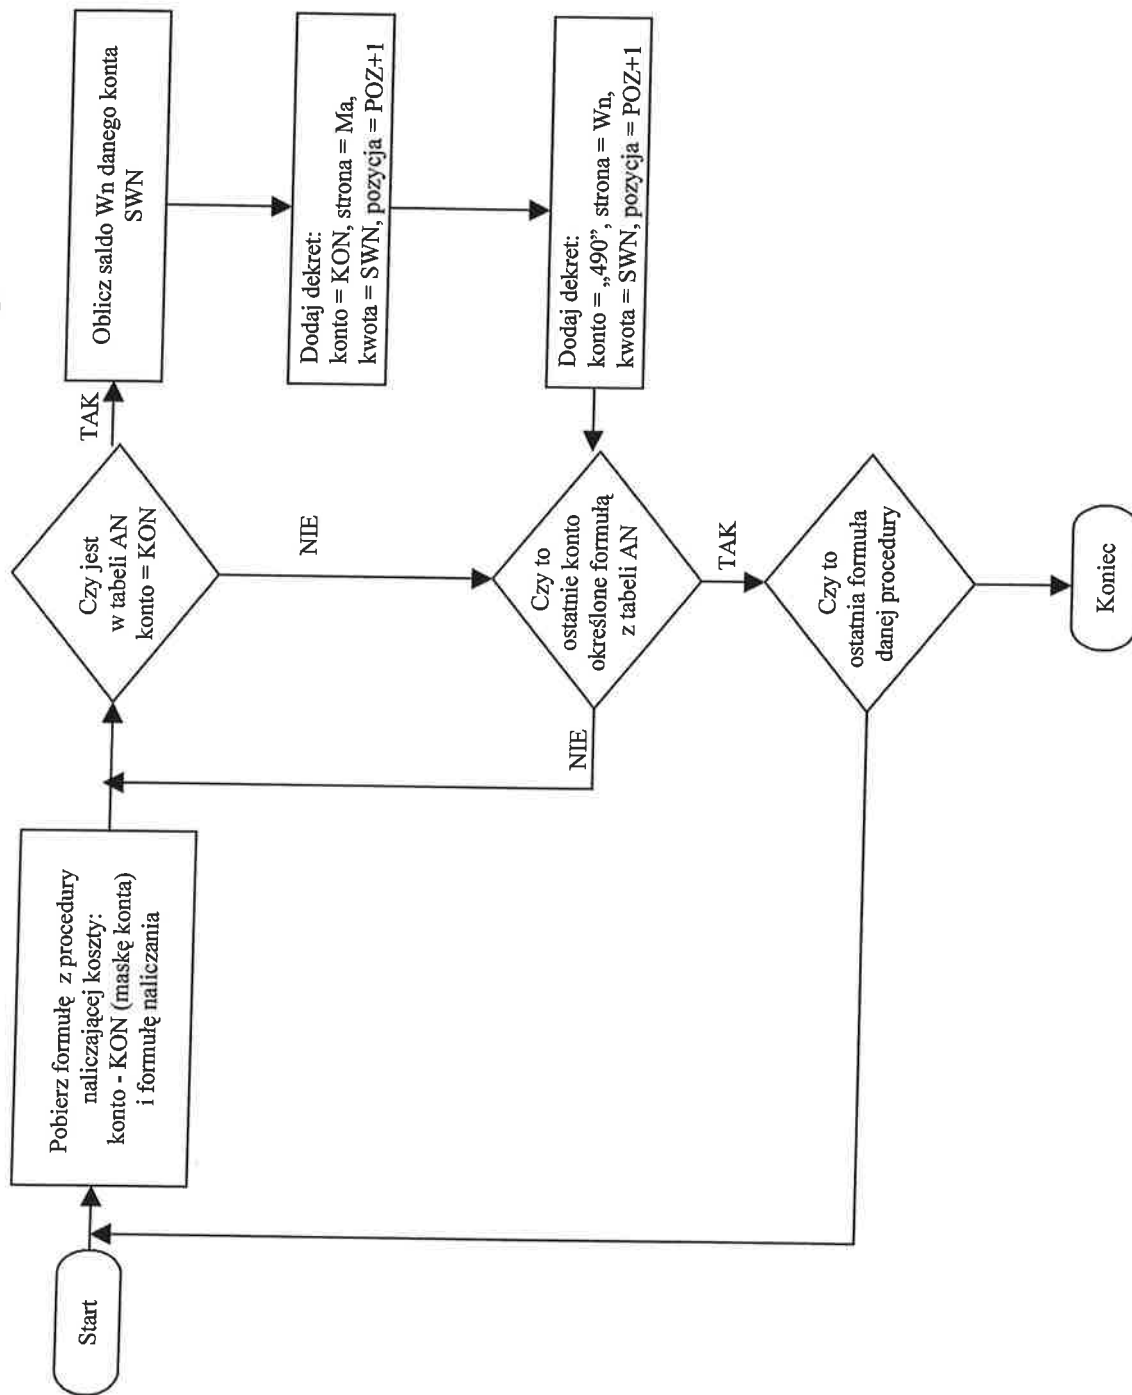 Start
Pobierz formułę z procedury
naliczającej koszty:
konto - KON (maskę konta)
i formułę naliczania
Czy jest
w tabeli AN
konto = KON
TAK
Oblicz saldo Wn danego konta
SWN
NIE
Dodaj dekret:
konto = KON, strona = Ma,
kwota = SWN, pozycja = POZ+1
Dodaj dekret:
konto = „490”, strona = Wn,
kwota = SWN, pozycja = POZ+1
Czy to
ostatnie konto
określone formułą
z tabeli AN
NIE
TAK
Czy to
ostatnia formuła
danej procedury
Koniec